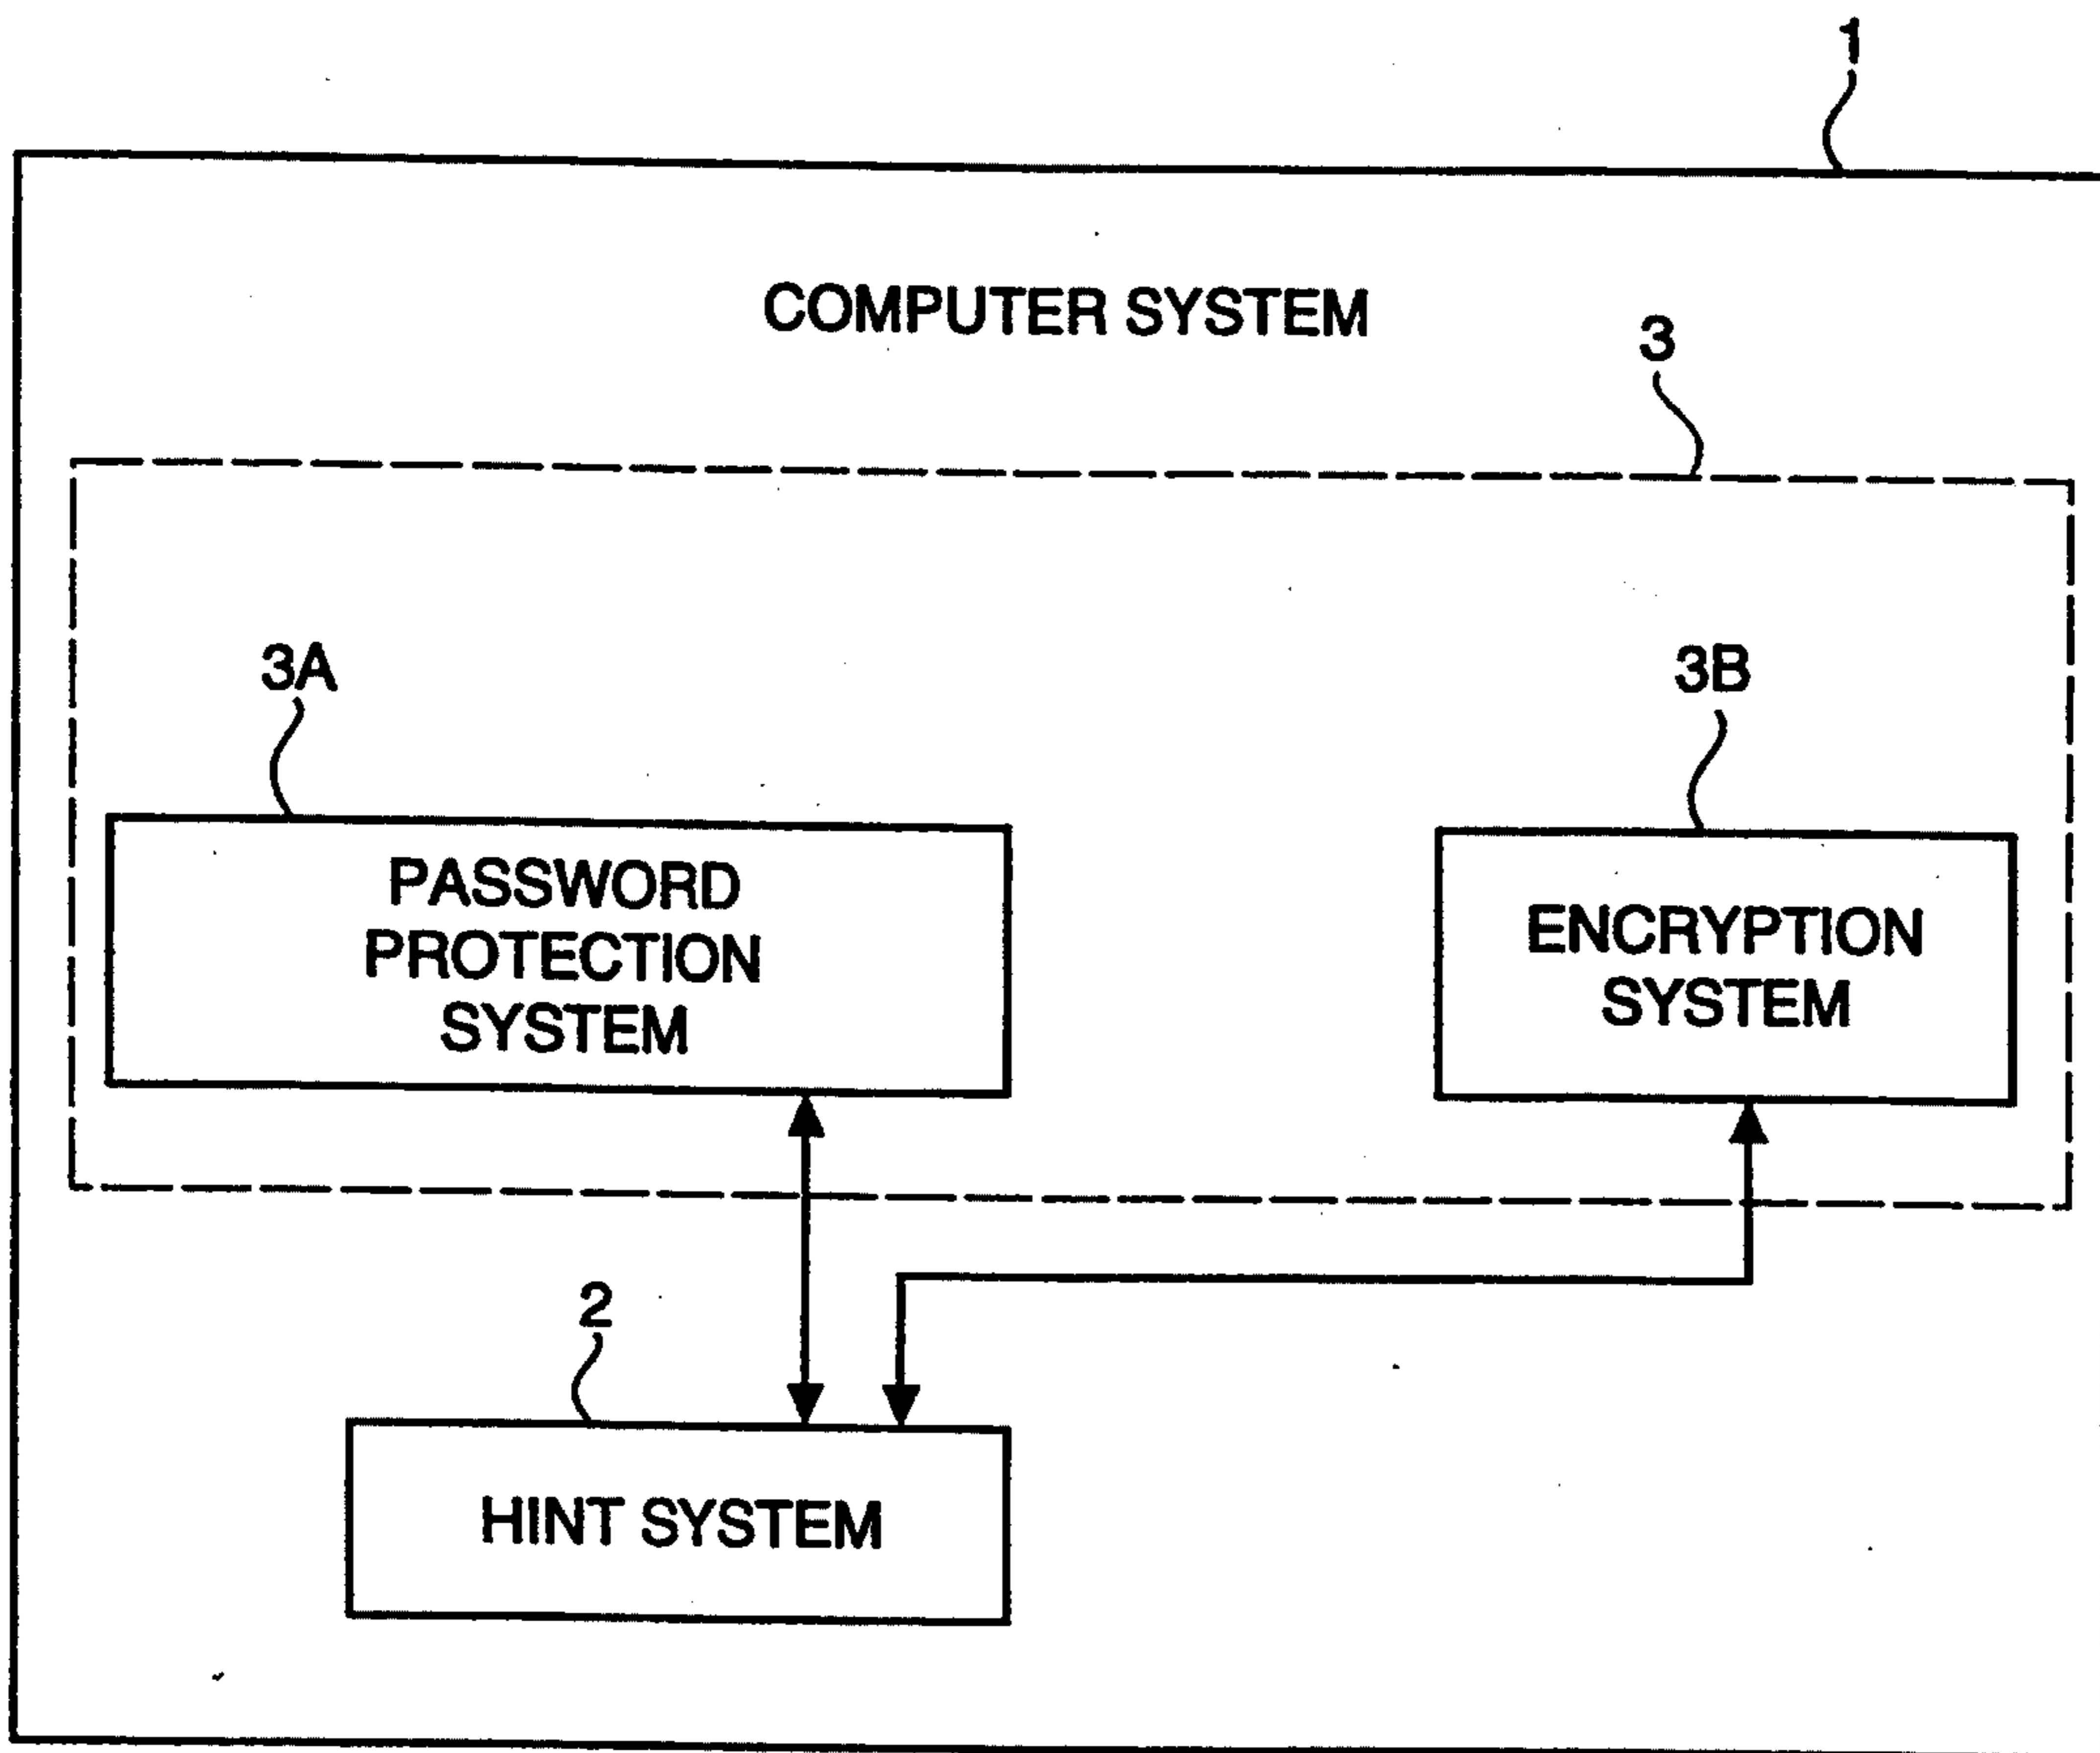 1
COMPUTER SYSTEM
3
3A
3B
PASSWORD
PROTECTION
SYSTEM
ENCRYPTION
SYSTEM
2
HINT SYSTEM